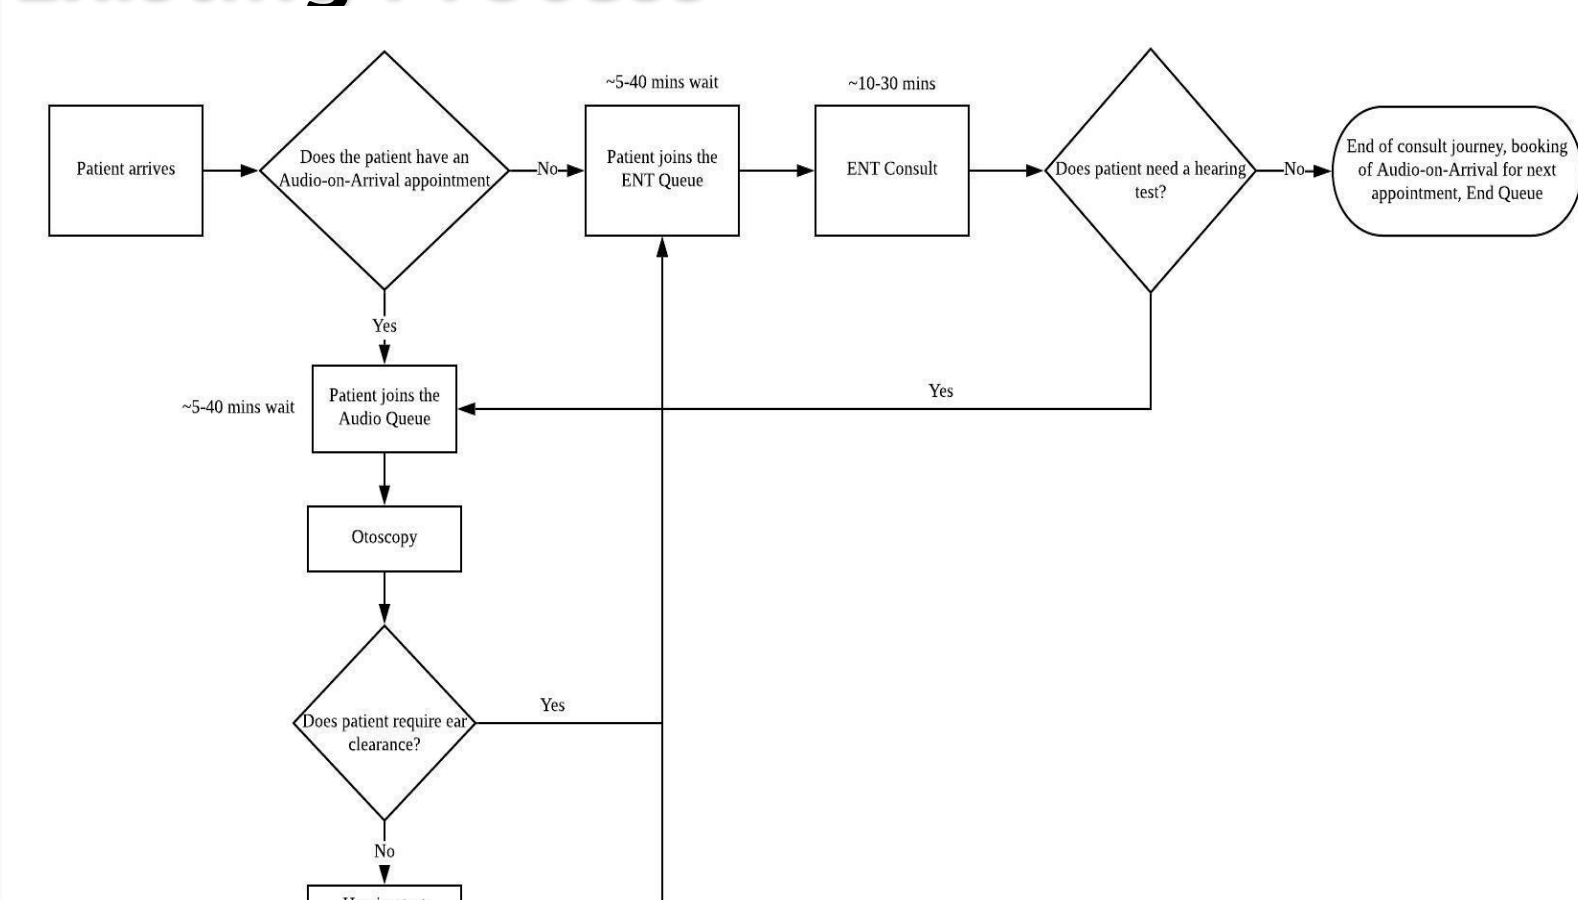 Existing Process
~5-40 mins wait
~10-30 mins
Patient arrives
Does the patient have an
Audio-on-Arrival appointment
No
Patient joins the
ENT Queue
ENT Consult
Does patient need a hearing
test?
No
End of consult journey, booking
of Audio-on-Arrival for next
appointment, End Queue
Yes
Yes
~5-40 mins wait
Patient joins the
Audio Queue
Otoscopy
Yes
Does patient require ear
clearance?
No